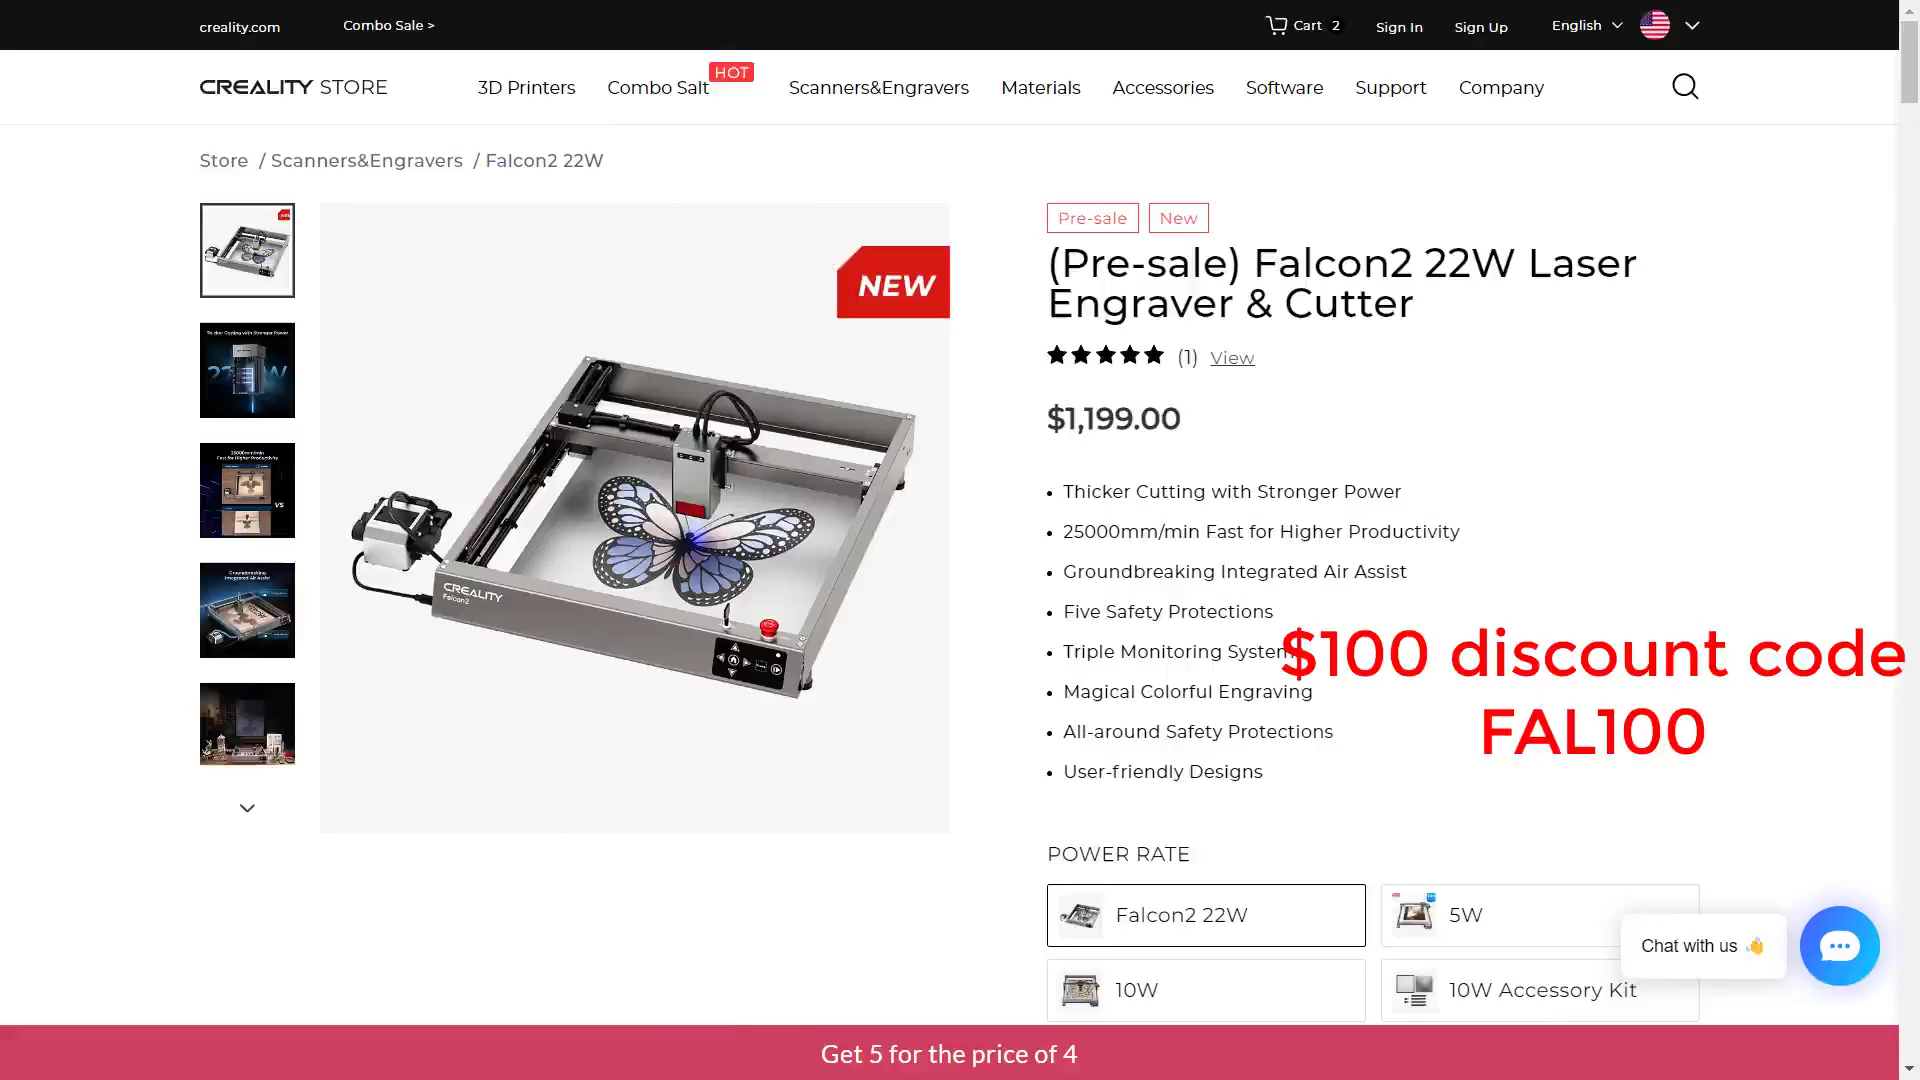 creality.com
Combo Sale >
Cart 2
Sign In
Sign Up
English
CREALITY STORE
3D Printers
Combo Salt
HOT
Scanners&Engravers
Materials
Accessories
Software
Support
Company
Store / Scanners&Engravers / Falcon2 22W
NEW
CREALITY
Falcon2
Pre-sale
New
(Pre-sale) Falcon2 22W Laser
Engraver & Cutter
(1) View
$1,199.00
Thicker Cutting with Stronger Power
25000mm/min Fast for Higher Productivity
Groundbreaking Integrated Air Assist
Five Safety Protections
Triple Monitoring System
Magical Colorful Engraving
All-around Safety Protections
User-friendly Designs
$100 discount code
FAL100
POWER RATE
Falcon2 22W
5W
10W
10W Accessory Kit
Chat with us 👋
Get 5 for the price of 4